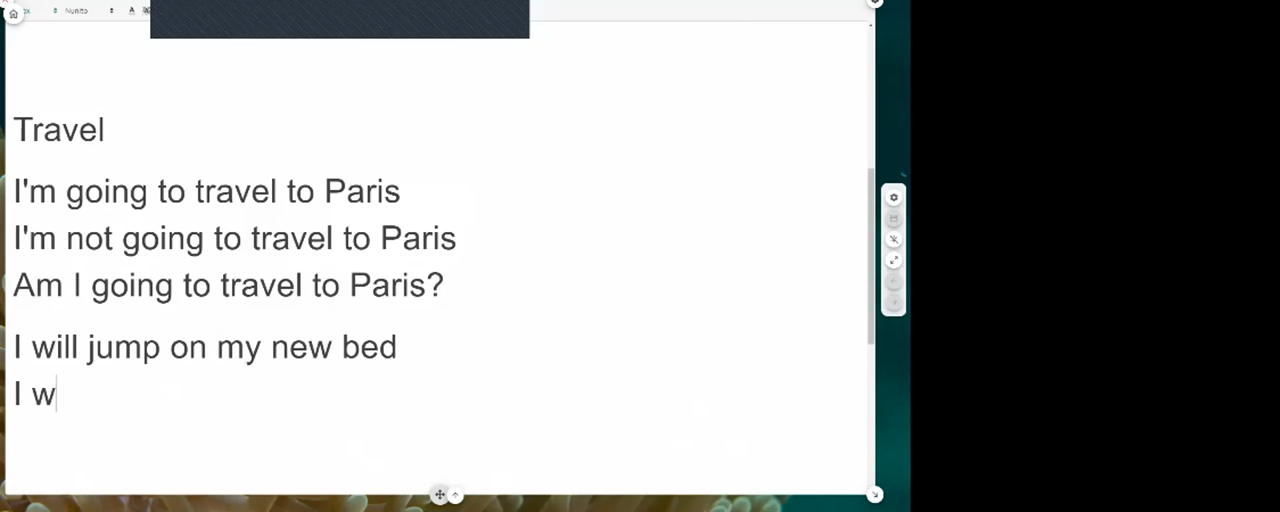 Nunito
A
Travel
I'm going to travel to Paris
I'm not going to travel to Paris
Am I going to travel to Paris?
I will jump on my new bed
I w